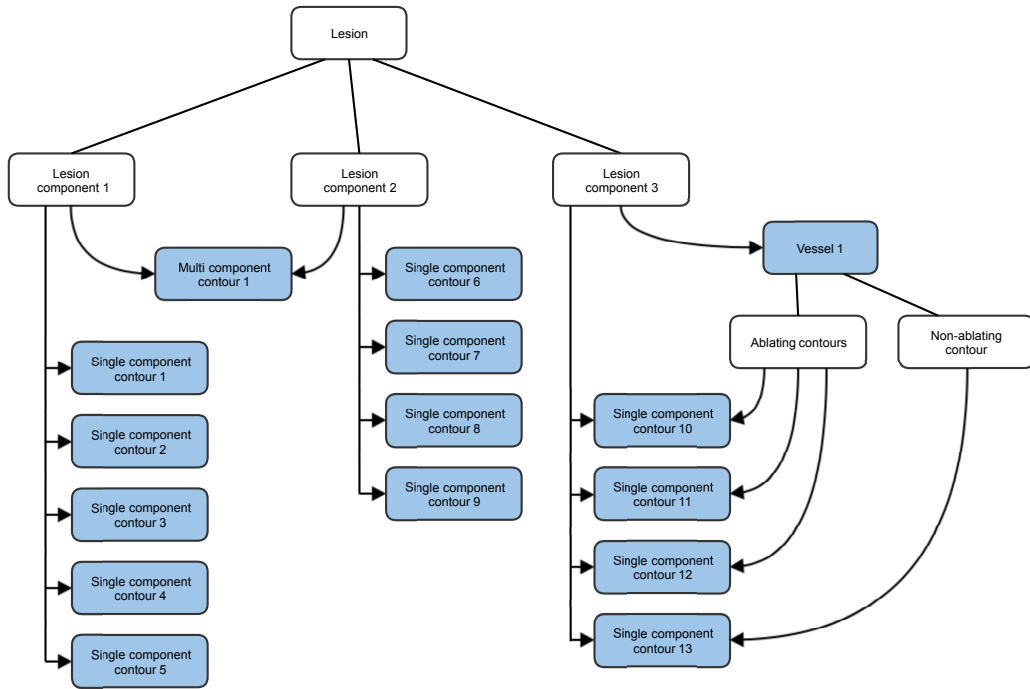 Lesion
Lesion
component 1
Lesion
component 2
Lesion
component 3
Multi component
contour 1
Single component
contour 6
Vessel 1
Single component
contour 1
Single component
contour 7
Ablating contours
Non-ablating
contour
Single component
contour 2
Single component
contour 8
Single component
contour 10
Single component
contour 3
Single component
contour 9
Single component
contour 11
Single component
contour 4
Single component
contour 12
Single component
contour 5
Single component
contour 13